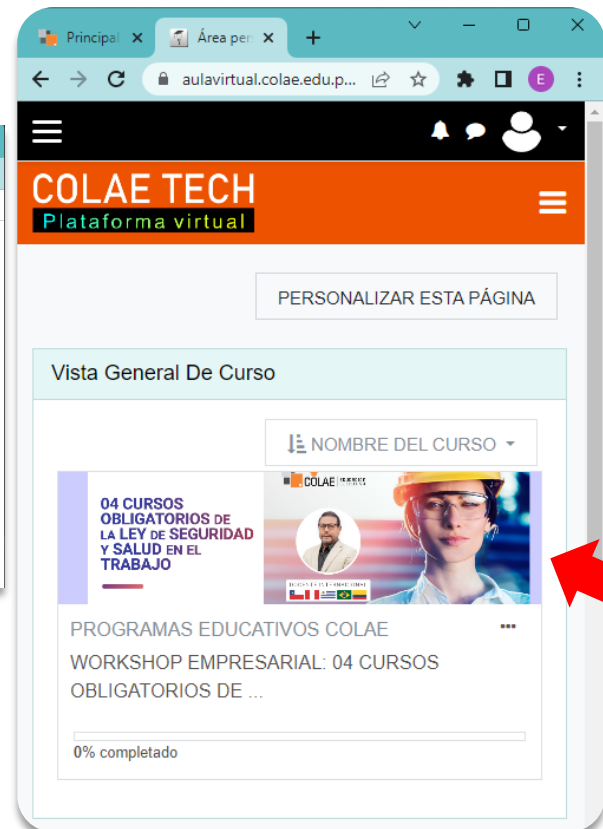 Principal
Área per
aulavirtual.colae.edu.p...
E
COLAE TECH
Plataforma virtual
PERSONALIZAR ESTA PÁGINA
Vista General De Curso
NOMBRE DEL CURSO
COLAE
04 CURSOS
OBLIGATORIOS DE
LA LEY DE SEGURIDAD
Y SALUD EN EL
TRABAJO
DOCENTE INTERNACIONAL
PROGRAMAS EDUCATIVOS COLAE
WORKSHOP EMPRESARIAL: 04 CURSOS
OBLIGATORIOS DE ...
0% completado